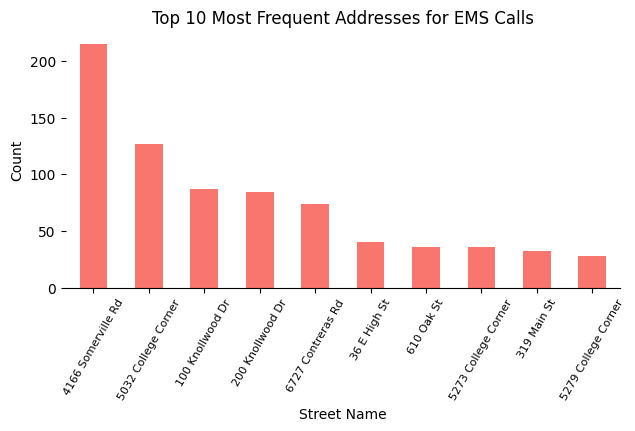 Top 10 Most Frequent Addresses for EMS Calls
Count
200
150
100
50
0
4166 Somerville Rd
5032 College Corner
100 Knollwood Dr
200 Knollwood Dr
6727 Contreras Rd
36 E High St
610 Oak St
5273 College Corner
319 Main St
5279 College Corner
Street Name